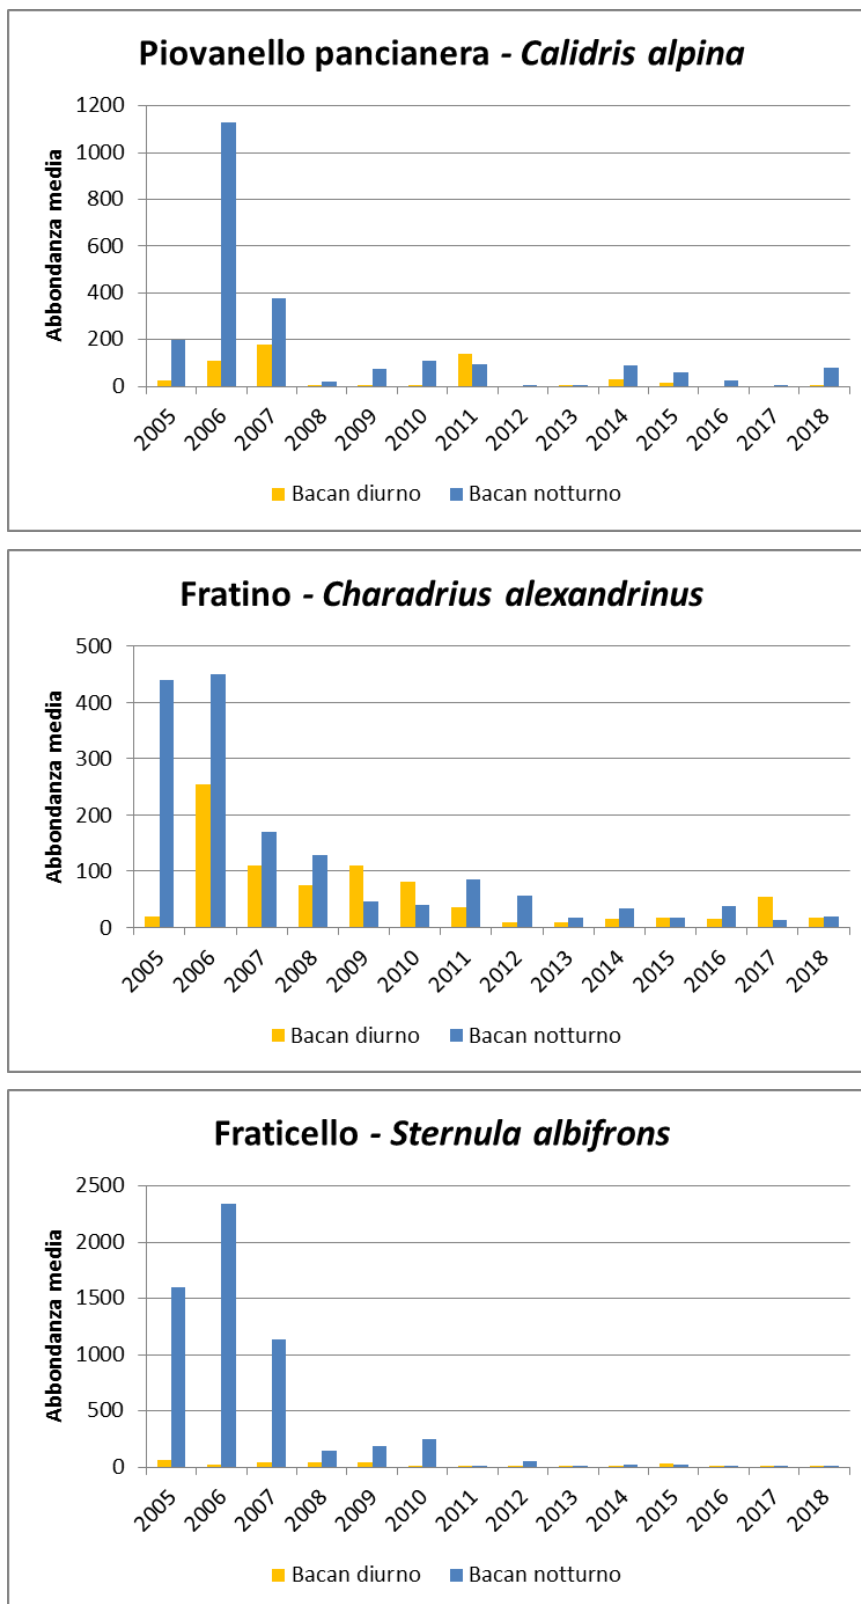 Piovanello pancianera - Calidris alpina
Abbondanza media
1200
1000
800
600
400
200
0
2005 2006 2007 2008 2009 2010 2011 2012 2013 2014 2015 2016 2017 2018
Bacan diurno Bacan notturno
Fratino - Charadrius alexandrinus
Abbondanza media
500
400
300
200
100
0
2005 2006 2007 2008 2009 2010 2011 2012 2013 2014 2015 2016 2017 2018
Bacan diurno Bacan notturno
Fraticello - Sternula albifrons
Abbondanza media
2500
2000
1500
1000
500
0
2005 2006 2007 2008 2009 2010 2011 2012 2013 2014 2015 2016 2017 2018
Bacan diurno Bacan notturno